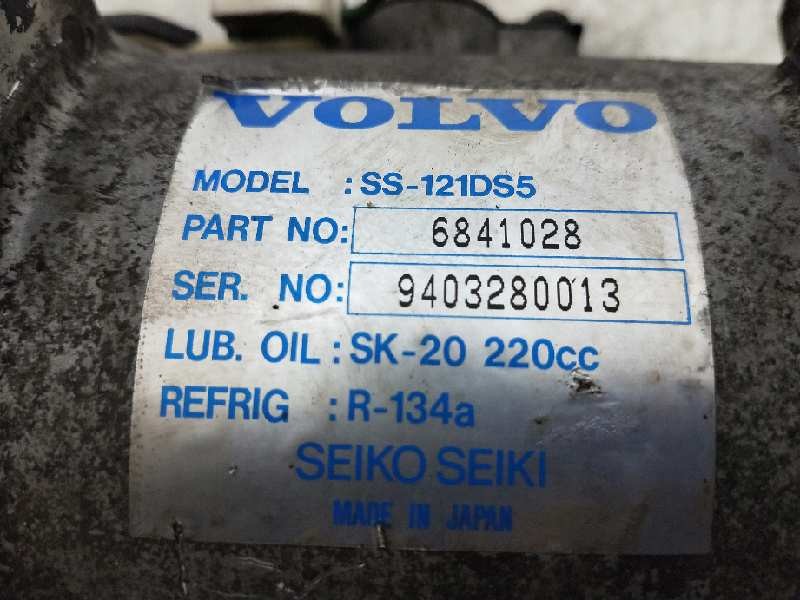 VOLVO
MODEL : SS-121DS5
PART NO: 6841028
SER. NO: 9403280013
LUB. OIL : SK-20 220cc
REFRIG : R-134a
SEIKO SEIKI
MADE IN JAPAN